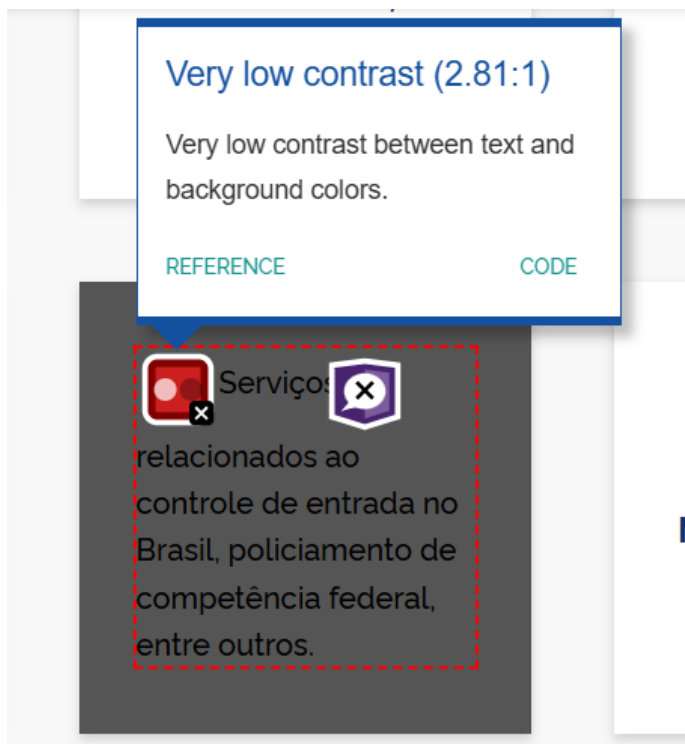 Very low contrast (2.81:1)
Very low contrast between text and
background colors.
REFERENCE CODE
Serviços
relacionados ao
controle de entrada no
Brasil, policiamento de
competência federal,
entre outros.